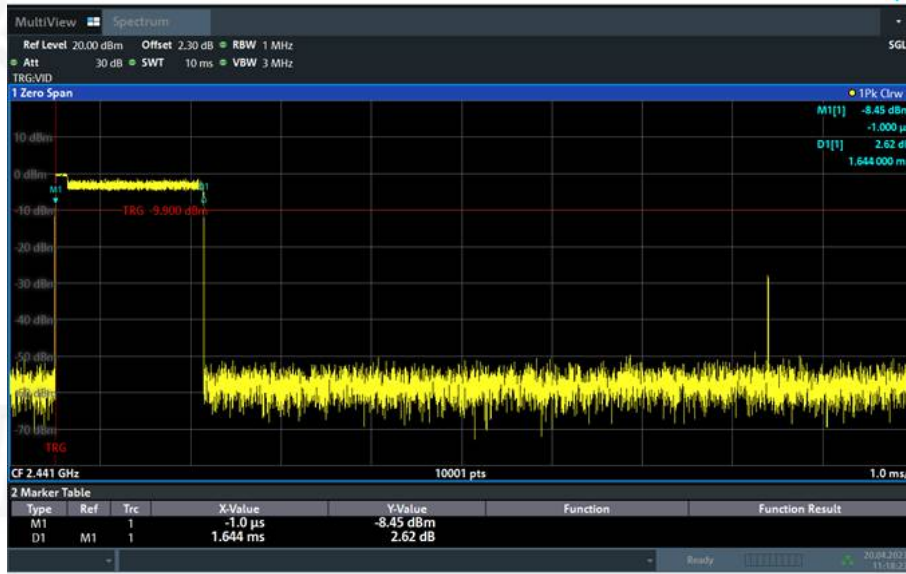 MultiView Spectrum
Ref Level 20.00 dBm Offset 2.30 dB RBW 1 MHz
SGL
Att 30 dB SWT 10 ms VBW 3 MHz
TRG:VID
1 Zero Span 1Pk Clrw
M1[1] -8.45 dBm
-1.000 µ
10 dBm
D1[1] 2.62 d
1.644 000 m
0 dBm
M1
D1
-10 dBm
TRG -9.900 dBm
-20 dBm
-30 dBm
-40 dBm
-50 dBm
-70 dBm
TRG
CF 2.441 GHz 10001 pts 1.0 ms/
2 Marker Table
Type Ref Trc X-Value Y-Value Function Function Result
M1 1 -1.0 µs -8.45 dBm
D1 M1 1 1.644 ms 2.62 dB
Ready